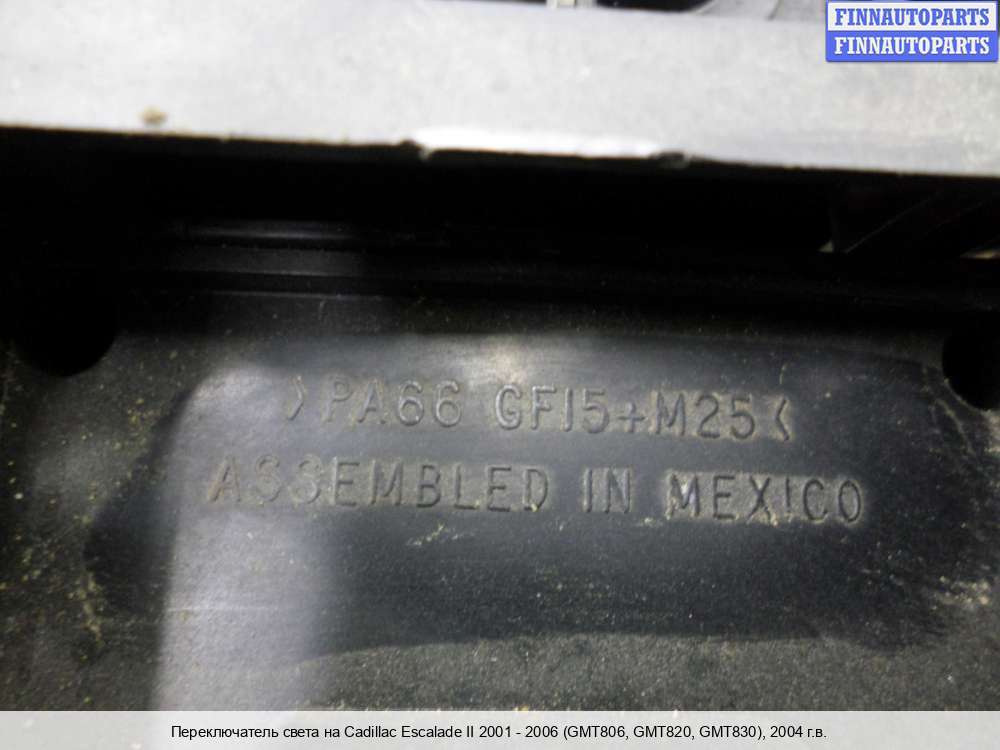 FINNAUTOPARTS
FINNAUTOPARTS
>PA66 GF15+M25<
ASSEMBLED IN MEXICO
Переключатель света на Cadillac Escalade II 2001 - 2006 (GMT806, GMT820, GMT830), 2004 г.в.